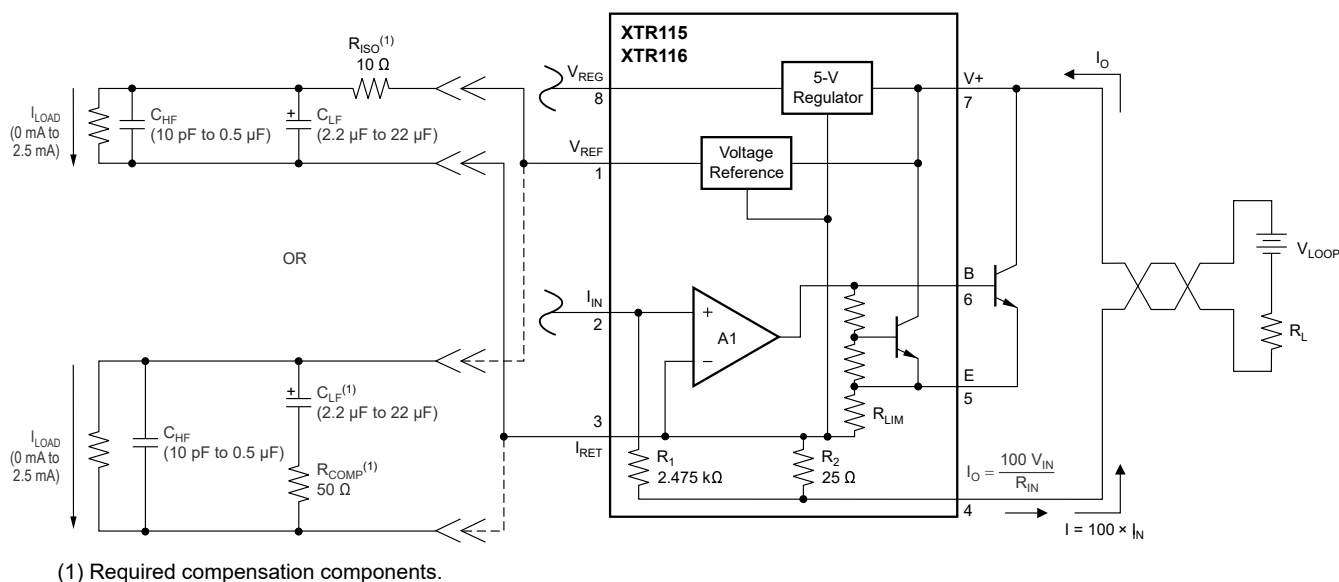 XTR115
XTR116
R_ISO^(1)
10 Ω
I_LOAD
(0 mA to
2.5 mA)
C_HF
(10 pF to 0.5 µF)
+
C_LF
(2.2 µF to 22 µF)
V_REG
8
5-V
Regulator
V+
7
I_O
V_REF
1
Voltage
Reference
OR
I_IN
2
+
A1
−
B
6
E
5
R_LIM
V_LOOP
R_L
I_LOAD
(0 mA to
2.5 mA)
C_HF
(10 pF to 0.5 µF)
+
C_LF^(1)
(2.2 µF to 22 µF)
R_COMP^(1)
50 Ω
3
I_RET
R_1
2.475 kΩ
R_2
25 Ω
I_O = 100 V_IN / R_IN
4
I = 100 × I_IN
(1) Required compensation components.